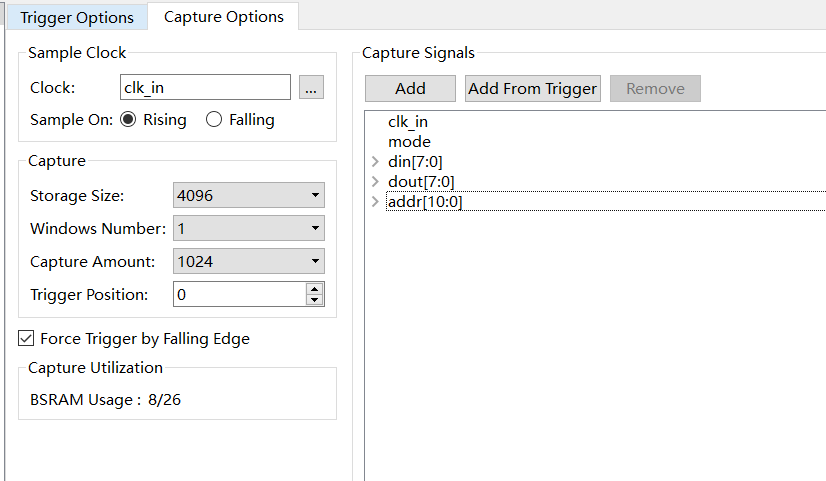 Trigger Options Capture Options
Sample Clock
Clock: clk_in ...
Sample On: Rising Falling
Capture
Storage Size: 4096
Windows Number: 1
Capture Amount: 1024
Trigger Position: 0
Force Trigger by Falling Edge
Capture Utilization
BSRAM Usage : 8/26
Capture Signals
Add Add From Trigger Remove
clk_in
mode
din[7:0]
dout[7:0]
addr[10:0]